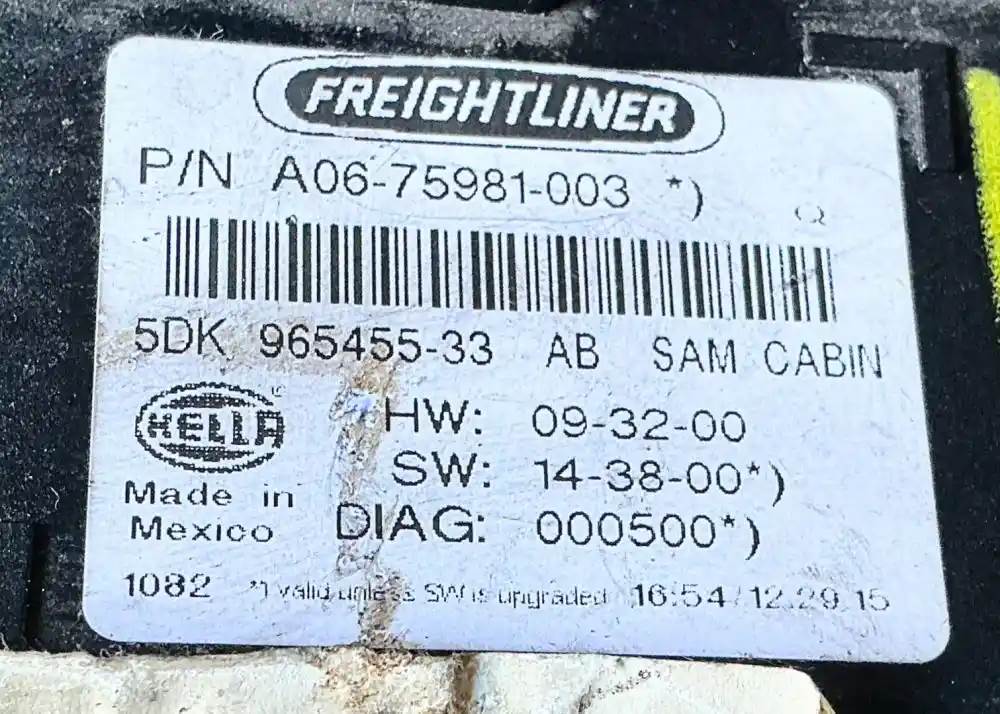 FREIGHTLINER
P/N A06-75981-003 *)
5DK 965455-33 AB SAM CABIN
HELLA
HW: 09-32-00
SW: 14-38-00*)
Made in
Mexico
DIAG: 000500*)
1082 *) valid unless SW is upgraded 16:54/12.29.15